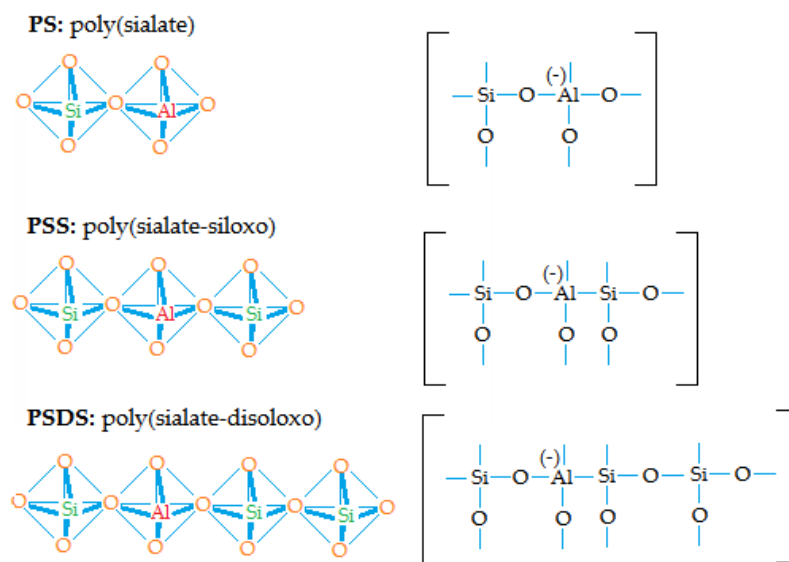 PS: poly(sialate)
O O
O Si O Al O
O O
(-)
Si O Al O
O O
PSS: poly(sialate-siloxo)
O O O
O Si O Al O Si O
O O O
(-)
Si O Al Si O
O O O
PSDS: poly(sialate-disoloxo)
O O O O
O Si O Al O Si O Si O
O O O O
(-)
Si O Al Si O Si O
O O O O